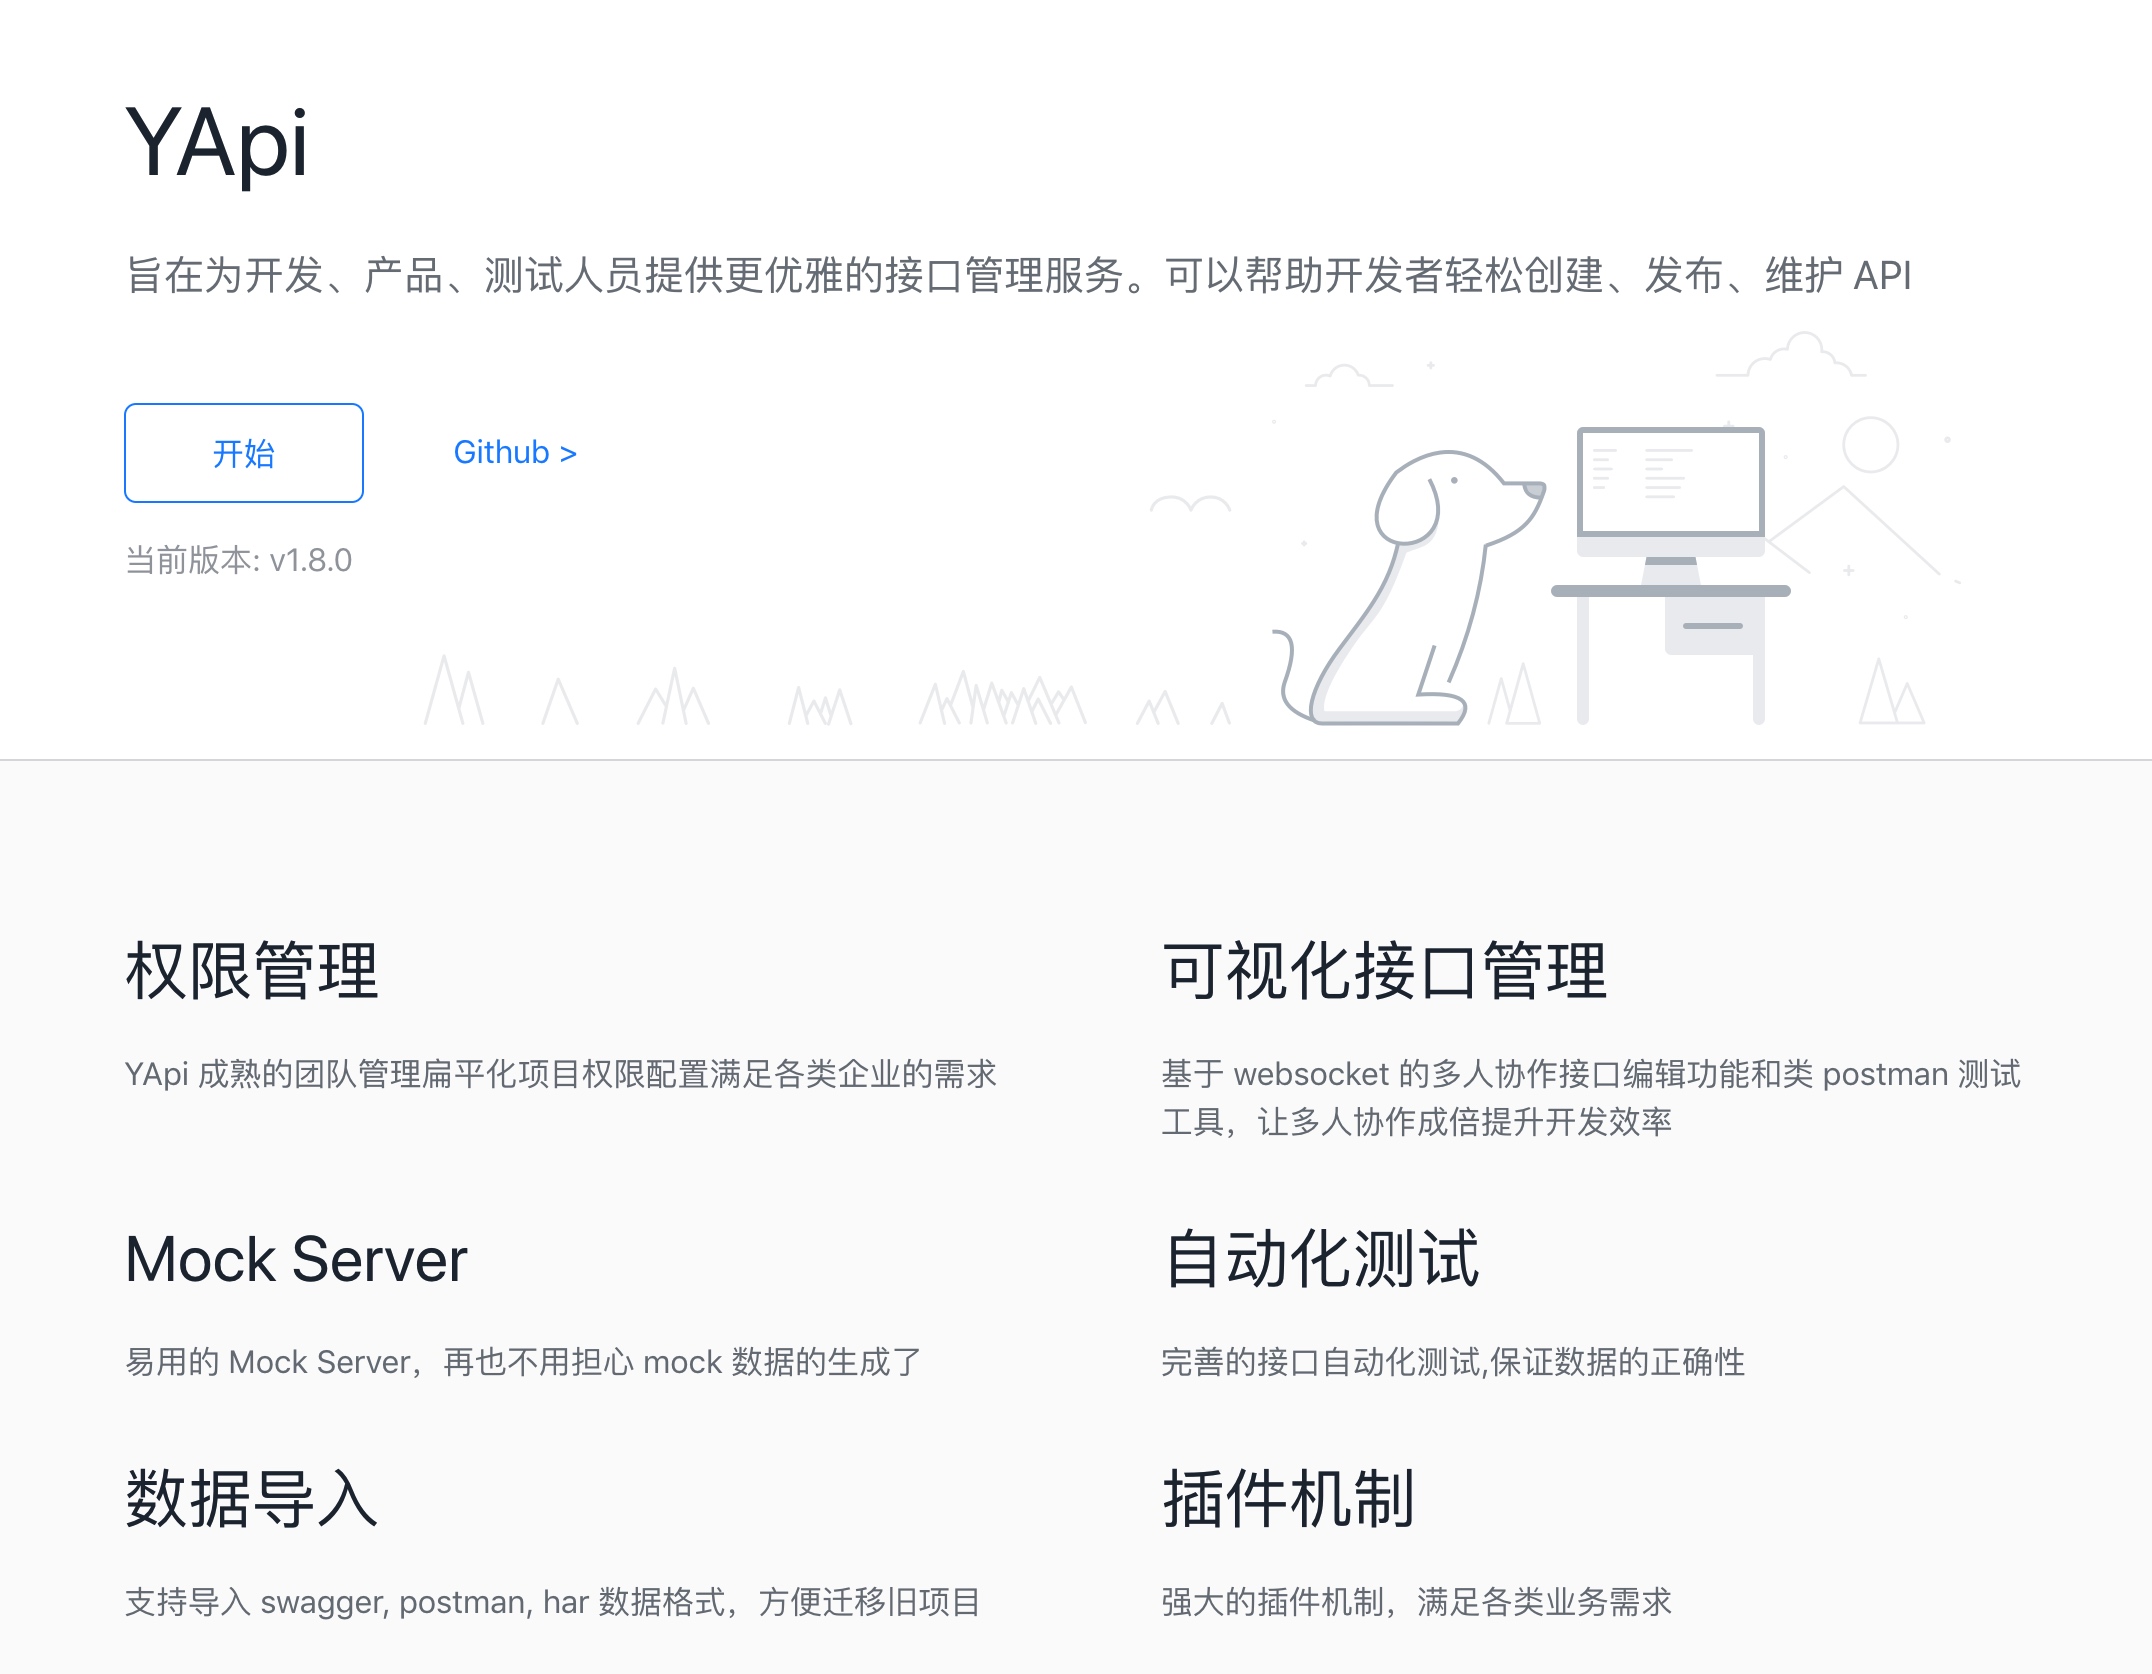 YApi
旨在为开发、产品、测试人员提供更优雅的接口管理服务。可以帮助开发者轻松创建、发布、维护 API
开始
Github >
当前版本: v1.8.0
权限管理
YApi 成熟的团队管理扁平化项目权限配置满足各类企业的需求
可视化接口管理
基于 websocket 的多人协作接口编辑功能和类 postman 测试
工具，让多人协作成倍提升开发效率
Mock Server
易用的 Mock Server，再也不用担心 mock 数据的生成了
自动化测试
完善的接口自动化测试,保证数据的正确性
数据导入
支持导入 swagger, postman, har 数据格式，方便迁移旧项目
插件机制
强大的插件机制，满足各类业务需求